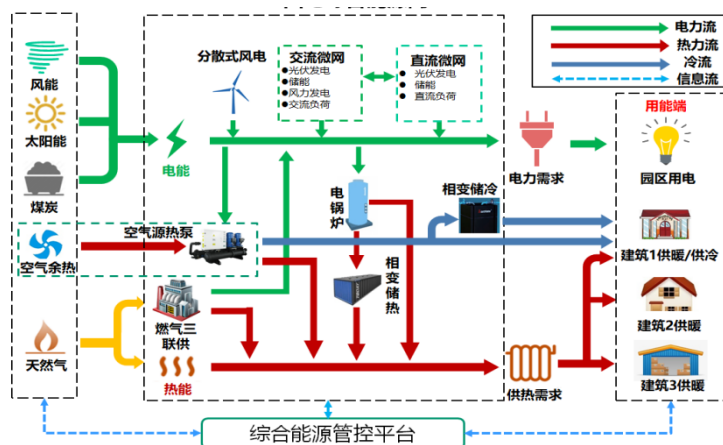 电力流
热力流
冷流
信息流
风能
太阳能
煤炭
空气余热
天然气
电能
分散式风电
交流微网
●光伏发电
●储能
●风力发电
●交流负荷
直流微网
● 光伏发电
● 储能
● 直流负荷
空气源热泵
电锅炉
相变储冷
相变储热
燃气三
联供
热能
电力需求
供热需求
用能端
园区用电
建筑1供暖/供冷
建筑2供暖
建筑3供暖
综合能源管控平台